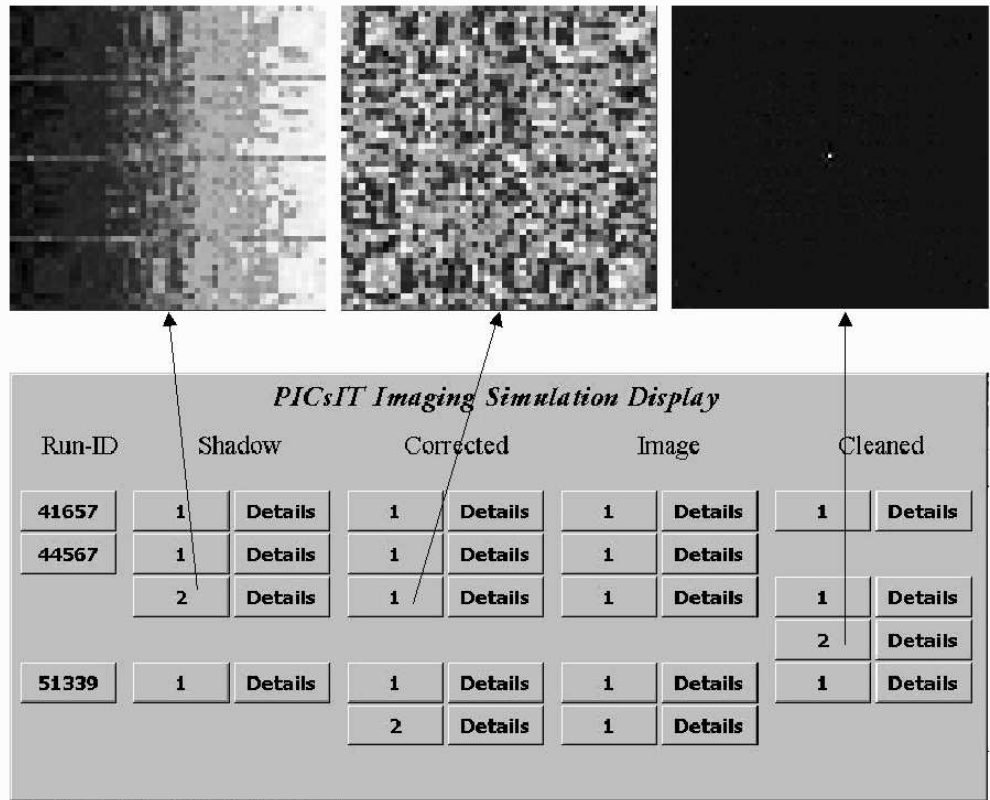 PICsIT Imaging Simulation Display
Run-ID Shadow Corrected Image Cleaned
41657 1 Details 1 Details 1 Details 1 Details
44567 1 Details 1 Details 1 Details
2 Details 1 Details 1 Details 1 Details
2 Details
51339 1 Details 1 Details 1 Details 1 Details
2 Details 1 Details